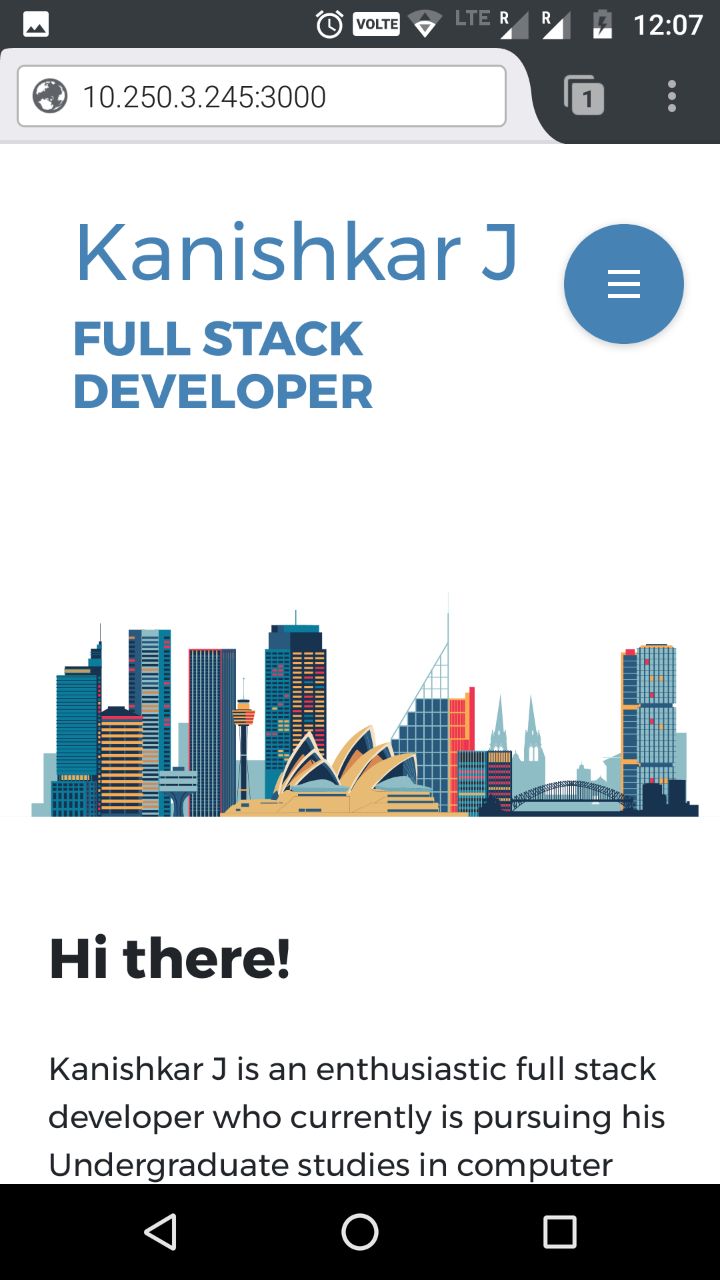 VOLTE LTE R R 12:07
10.250.3.245:3000 1
Kanishkar J
FULL STACK
DEVELOPER
Hi there!
Kanishkar J is an enthusiastic full stack
developer who currently is pursuing his
Undergraduate studies in computer